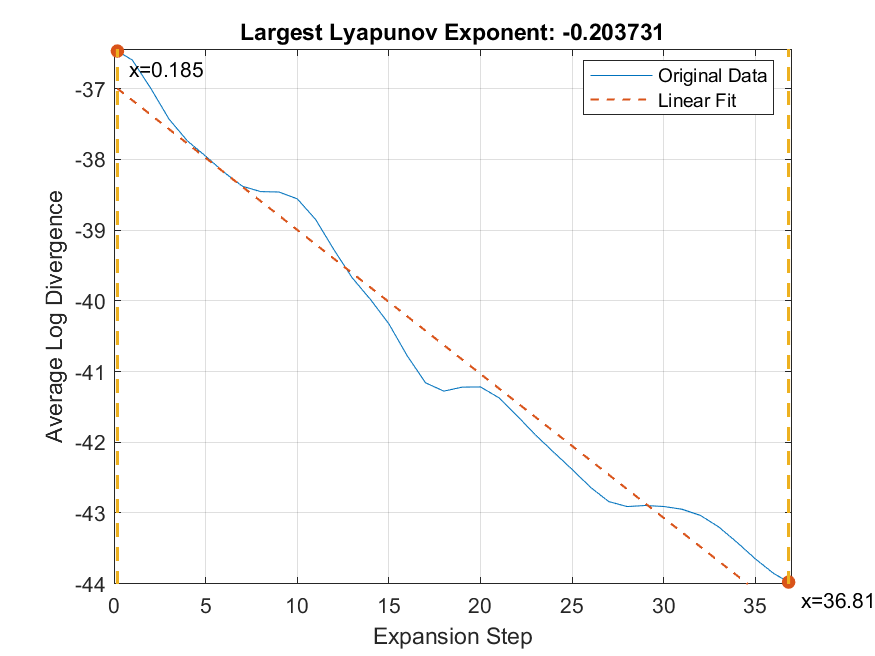 Largest Lyapunov Exponent: -0.203731
x=0.185
Original Data
Linear Fit
-37
-38
-39
-40
-41
-42
-43
-44
Average Log Divergence
0 5 10 15 20 25 30 35
x=36.81
Expansion Step